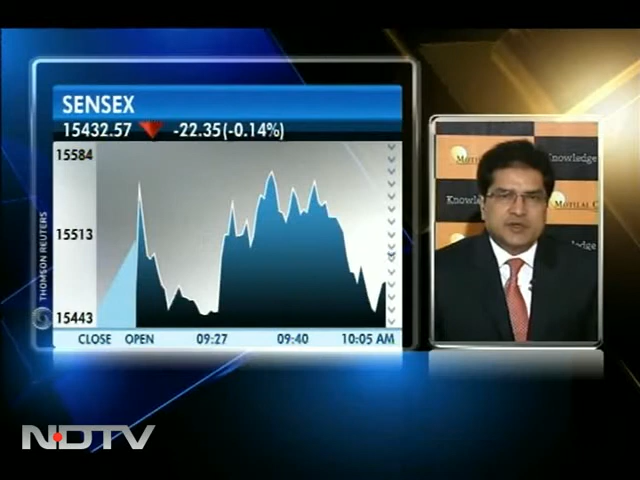 SENSEX
15432.57 -22.35(-0.14%)
15584
15513
15443
CLOSE OPEN 09:27 09:40 10:05 AM
THOMSON REUTERS
Knowledge
Knowledge
MOTILAL
NDTV